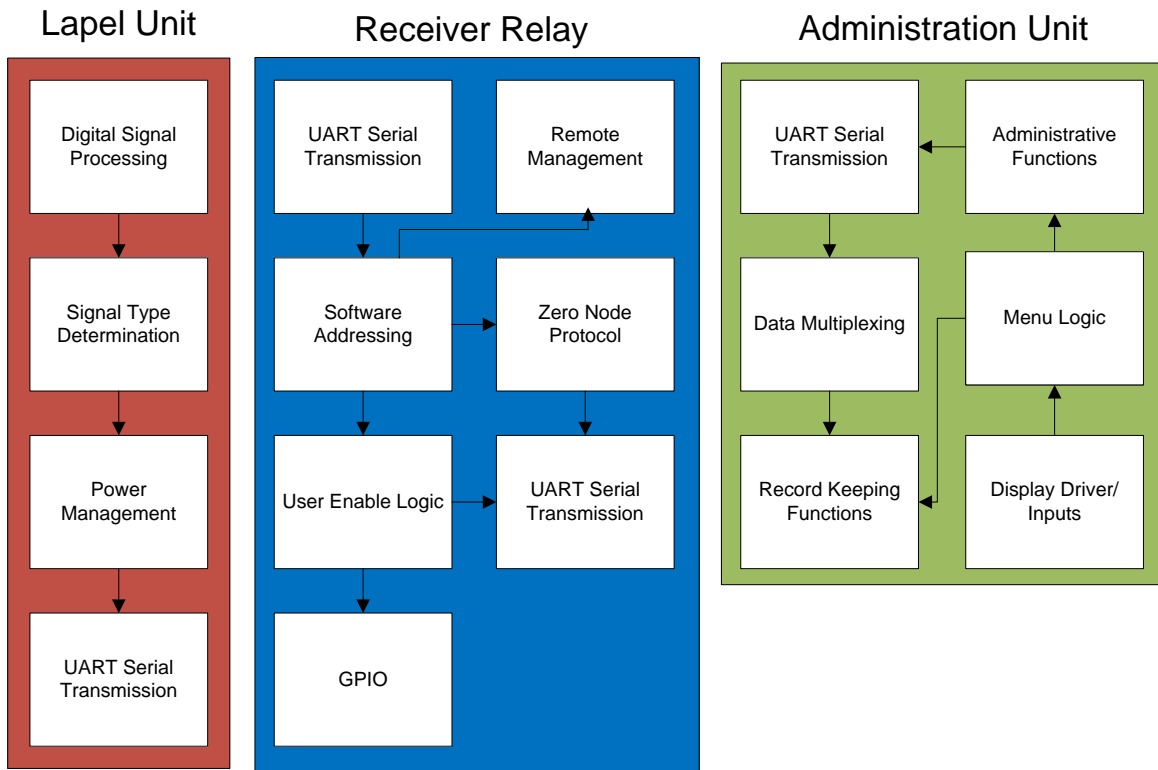 Lapel Unit
Digital Signal
Processing
Signal Type
Determination
Power
Management
UART Serial
Transmission
Receiver Relay
UART Serial
Transmission
Remote
Management
Software
Addressing
Zero Node
Protocol
User Enable Logic
UART Serial
Transmission
GPIO
Administration Unit
UART Serial
Transmission
Administrative
Functions
Data Multiplexing
Menu Logic
Record Keeping
Functions
Display Driver/
Inputs